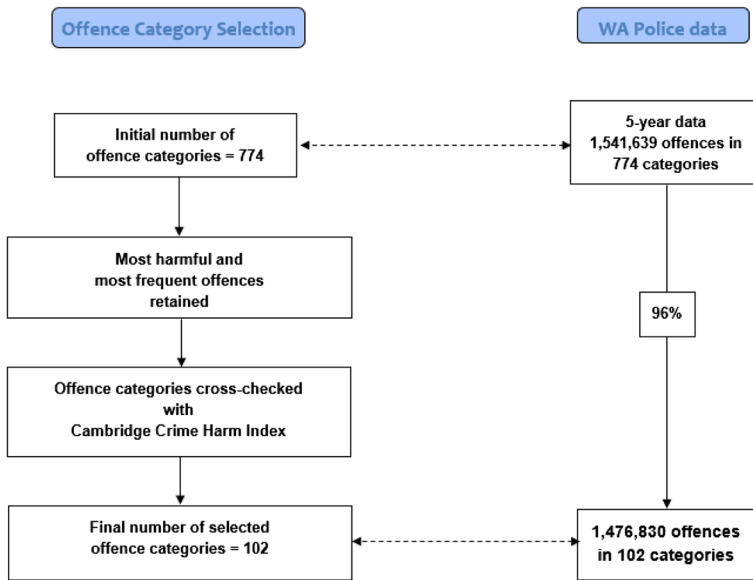 Offence Category Selection
WA Police data
Initial number of
offence categories = 774
5-year data
1,541,639 offences in
774 categories
Most harmful and
most frequent offences
retained
96%
Offence categories cross-checked
with
Cambridge Crime Harm Index
Final number of selected
offence categories = 102
1,476,830 offences
in 102 categories